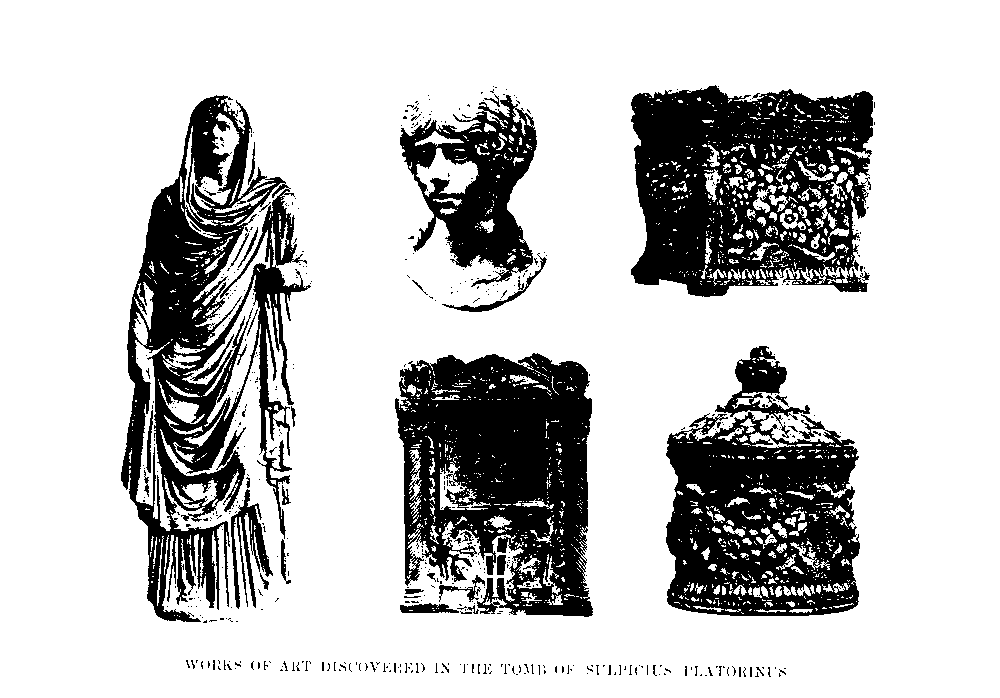 WORKS OF ART DISCOVERED IN THE TOMB OF SULPICIUS PLATORINUS